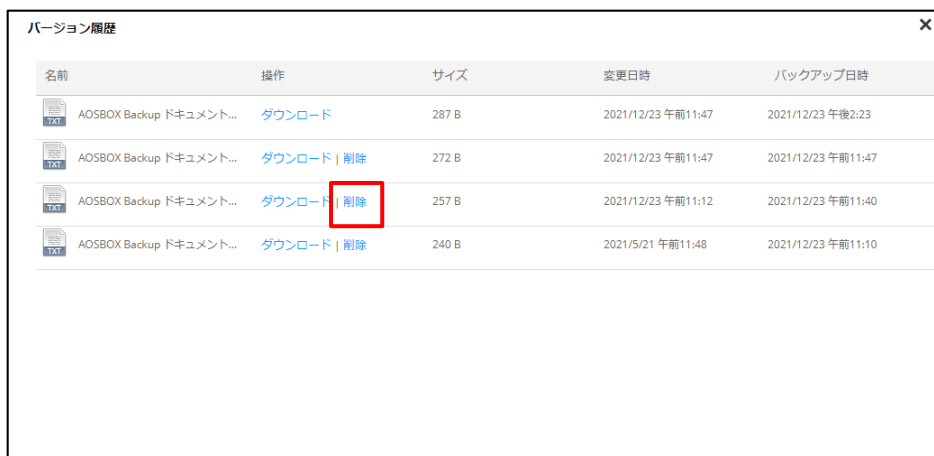 バージョン履歴 ×
名前 操作 サイズ 変更日時 バックアップ日時
TXT AOSBOX Backup ドキュメント... ダウンロード 287 B 2021/12/23 午前11:47 2021/12/23 午後2:23
TXT AOSBOX Backup ドキュメント... ダウンロード | 削除 272 B 2021/12/23 午前11:47 2021/12/23 午前11:47
TXT AOSBOX Backup ドキュメント... ダウンロード | 削除 257 B 2021/12/23 午前11:12 2021/12/23 午前11:40
TXT AOSBOX Backup ドキュメント... ダウンロード | 削除 240 B 2021/5/21 午前11:48 2021/12/23 午前11:10